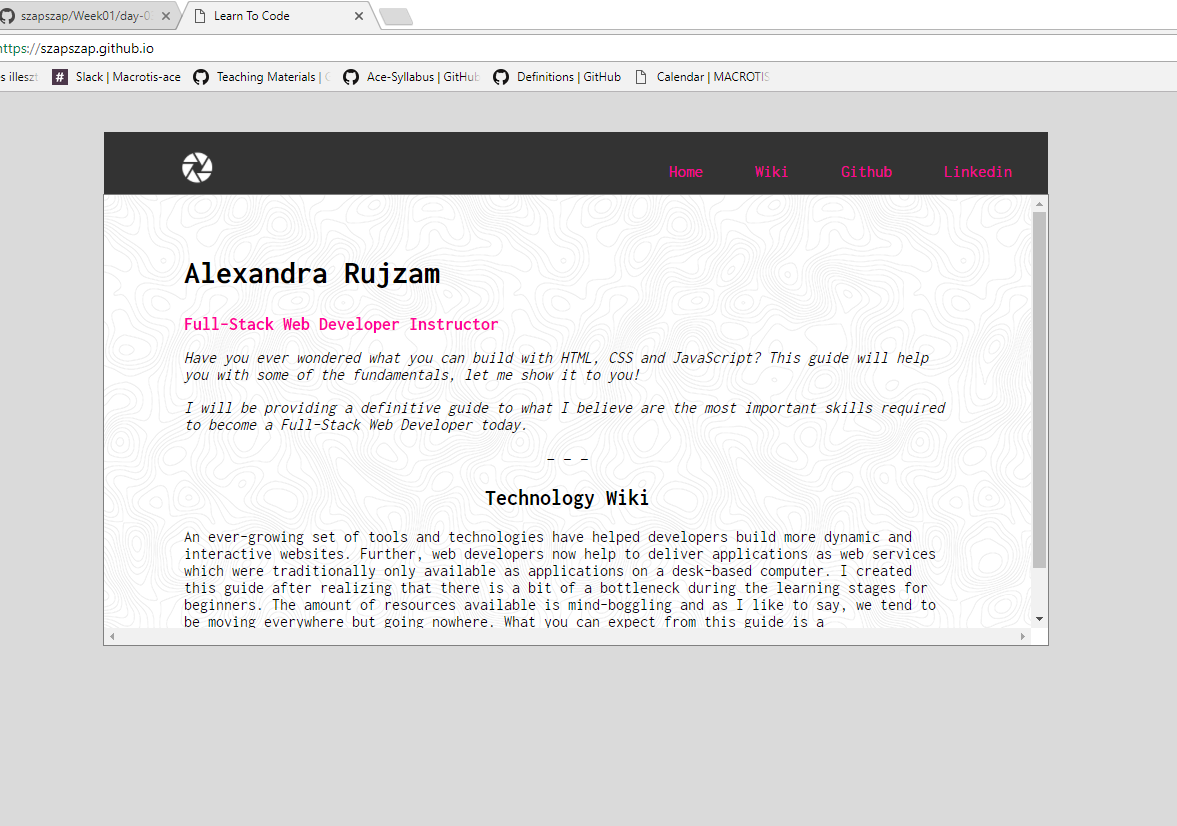 szapszap/Week01/day-0
Learn To Code
https://szapszap.github.io
s illeszt
# Slack | Macrotis-ace
Teaching Materials |
Ace-Syllabus | GitHub
Definitions | GitHub
Calendar | MACROTIS
Home
Wiki
Github
Linkedin
Alexandra Rujzam
Full-Stack Web Developer Instructor
Have you ever wondered what you can build with HTML, CSS and JavaScript? This guide will help
you with some of the fundamentals, let me show it to you!
I will be providing a definitive guide to what I believe are the most important skills required
to become a Full-Stack Web Developer today.
- - -
Technology Wiki
An ever-growing set of tools and technologies have helped developers build more dynamic and
interactive websites. Further, web developers now help to deliver applications as web services
which were traditionally only available as applications on a desk-based computer. I created
this guide after realizing that there is a bit of a bottleneck during the learning stages for
beginners. The amount of resources available is mind-boggling and as I like to say, we tend to
be moving everywhere but going nowhere. What you can expect from this guide is a